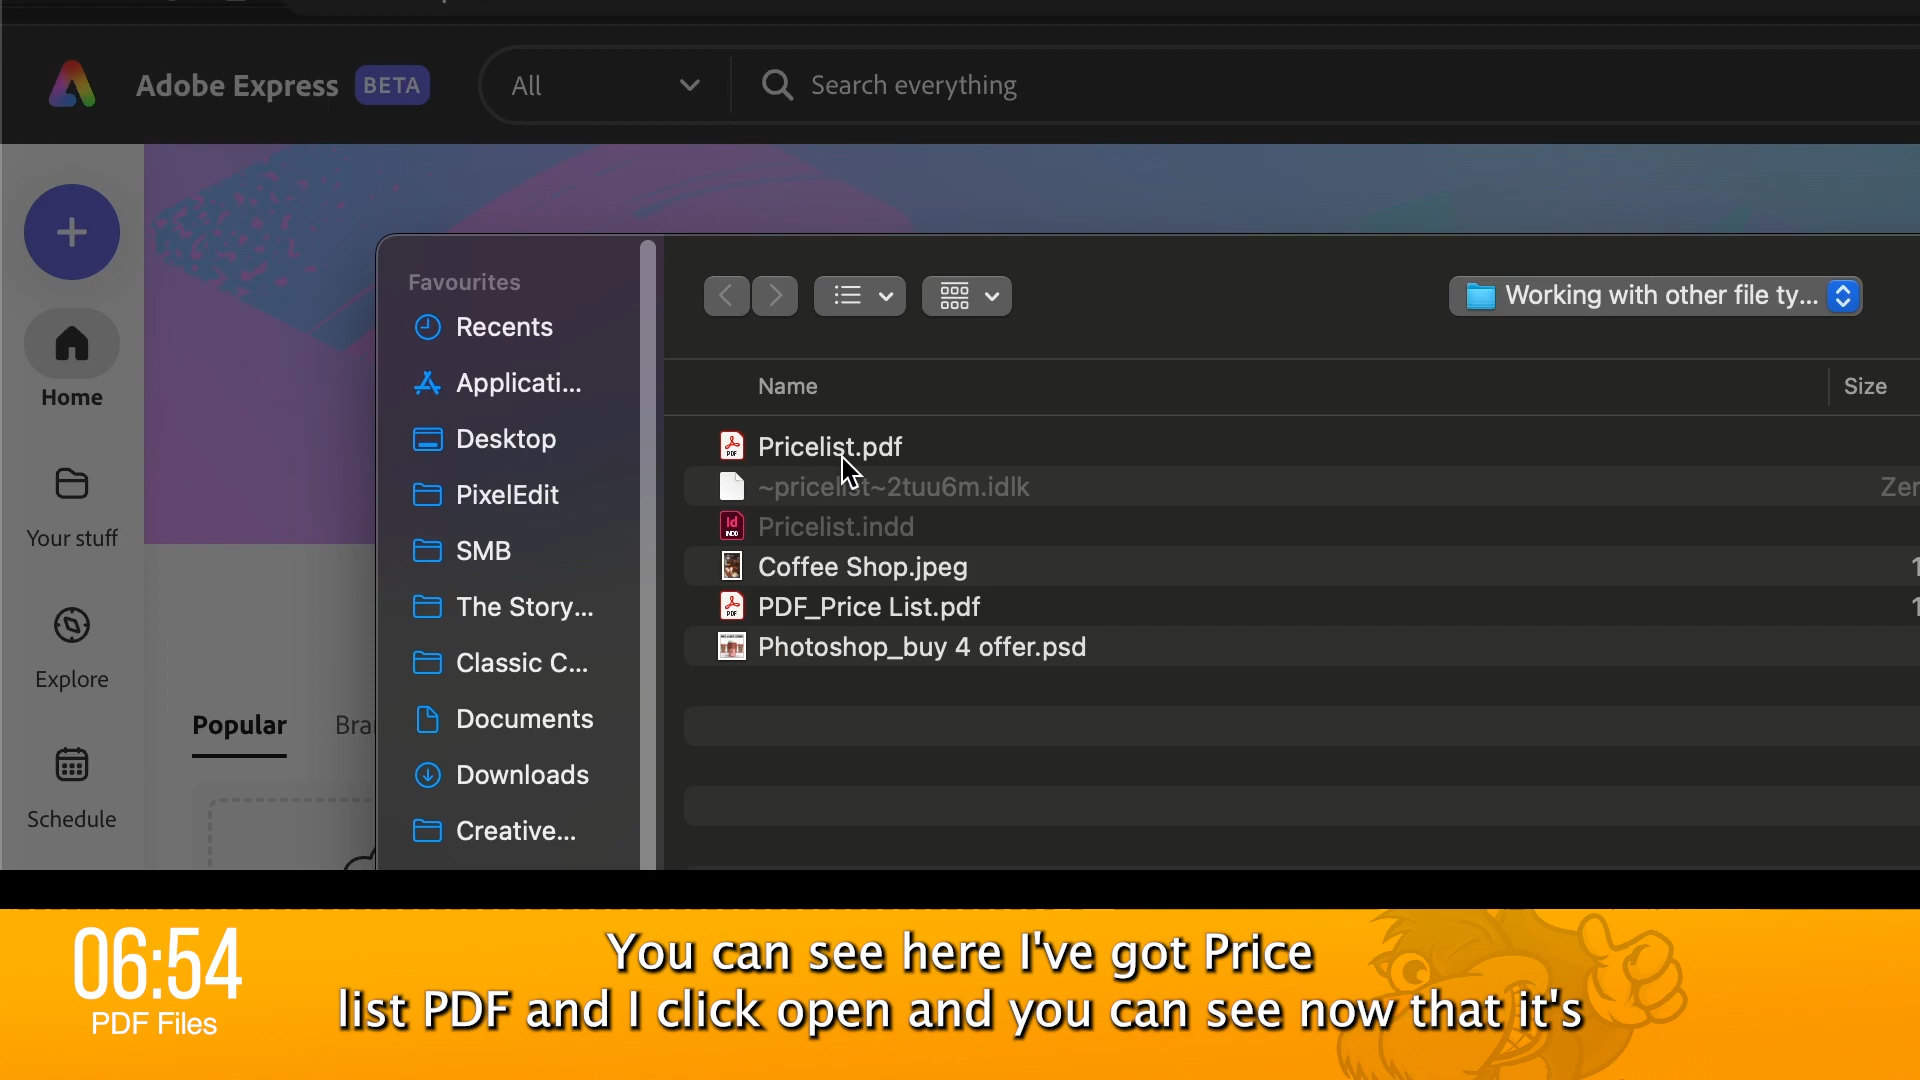 Adobe Express BETA
All
Search everything
Home
Your stuff
Explore
Schedule
Popular
Bra
Favourites
Recents
Applicati...
Desktop
PixelEdit
SMB
The Story...
Classic C...
Documents
Downloads
Creative...
Working with other file ty...
Name
Size
Pricelist.pdf
~pricelist~2tuu6m.idlk
Zer
Pricelist.indd
Coffee Shop.jpeg
1
PDF_Price List.pdf
1
Photoshop_buy 4 offer.psd
06:54
PDF Files
You can see here I've got Price
list PDF and I click open and you can see now that it's